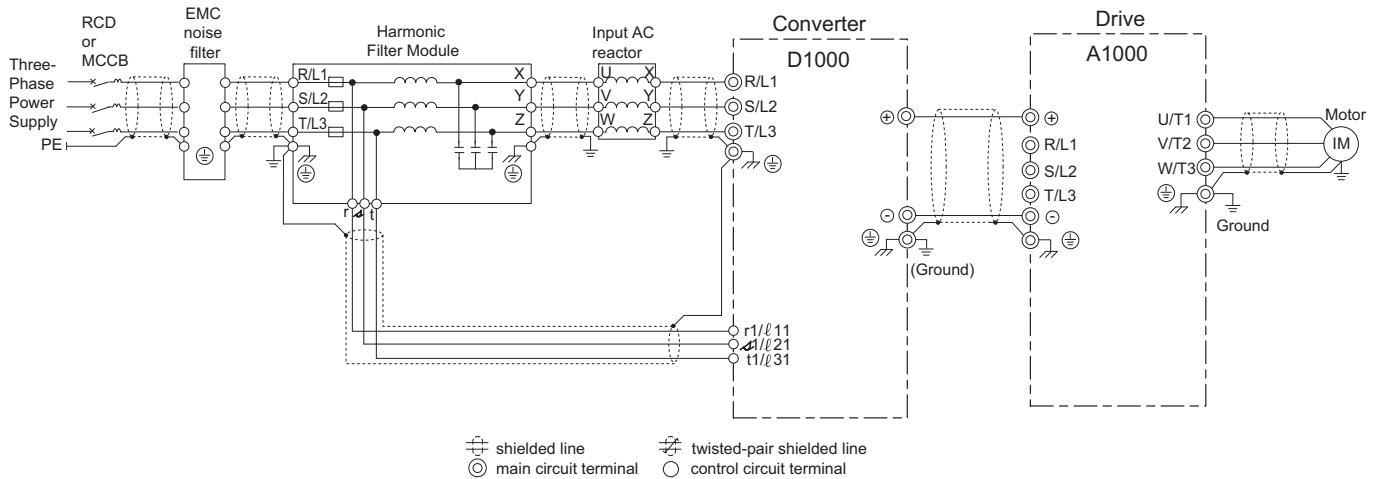 RCD
or
MCCB
EMC
noise
filter
Harmonic
Filter Module
Input AC
reactor
Converter
D1000
Drive
A1000
Three-
Phase
Power
Supply
PE
R/L1
S/L2
T/L3
X
Y
Z
U
V
W
X
Y
Z
R/L1
S/L2
T/L3
r s t
r1/ℓ11
s1/ℓ21
t1/ℓ31
+
−
(Ground)
+
R/L1
S/L2
T/L3
−
U/T1
V/T2
W/T3
Ground
Motor
IM
shielded line
twisted-pair shielded line
main circuit terminal
control circuit terminal